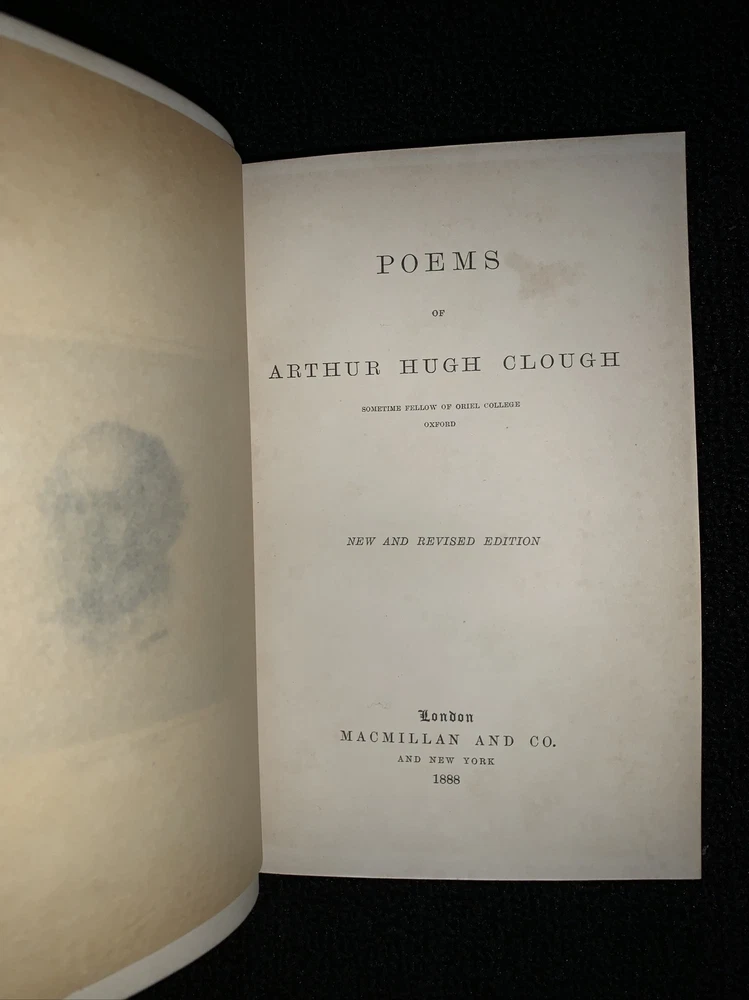 POEMS
OF
ARTHUR HUGH CLOUGH
SOMETIME FELLOW OF ORIEL COLLEGE
OXFORD
NEW AND REVISED EDITION
London
MACMILLAN AND CO.
AND NEW YORK
1888